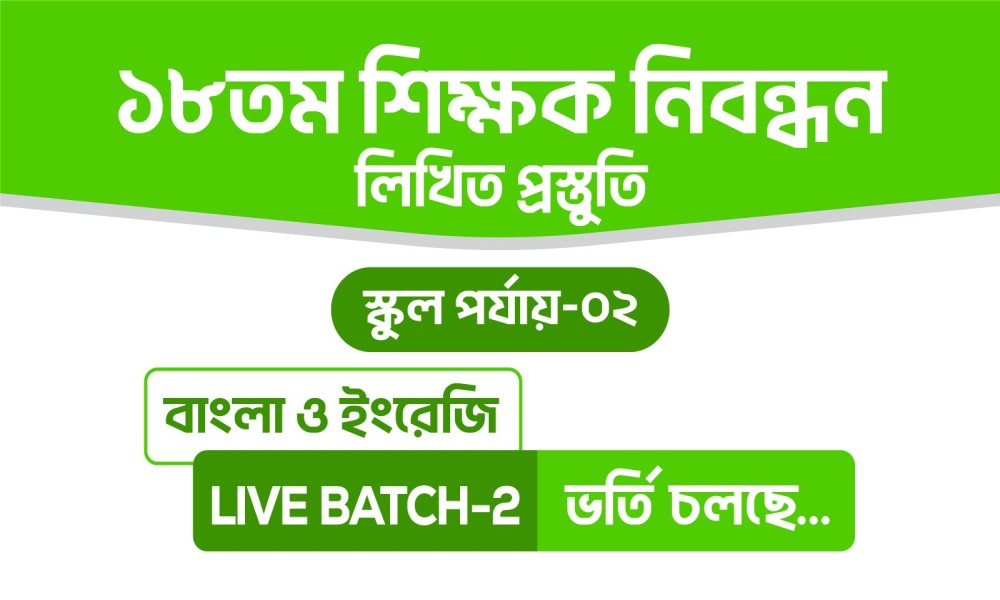 ১৮তম শিক্ষক নিবন্ধন
লিখিত প্রস্তুতি
স্কুল পর্যায়-০২
বাংলা ও ইংরেজি
LIVE BATCH-2 ভর্তি চলছে...